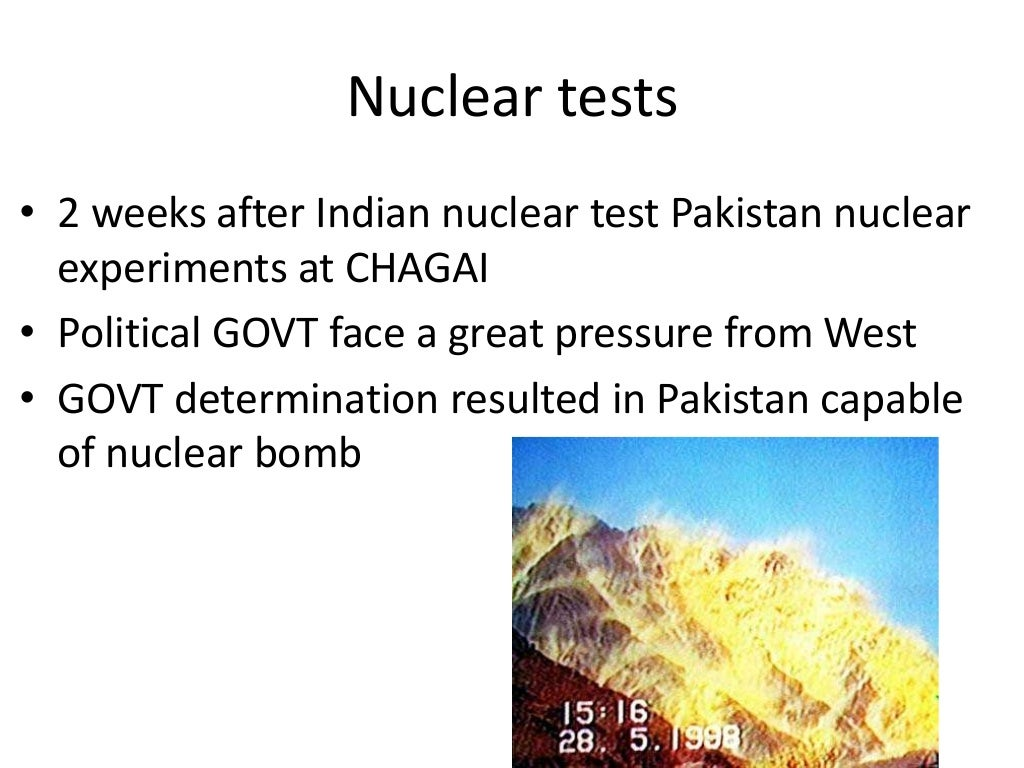 Nuclear tests
• 2 weeks after Indian nuclear test Pakistan nuclear
experiments at CHAGAI
• Political GOVT face a great pressure from West
• GOVT determination resulted in Pakistan capable
of nuclear bomb
15:16
28. 5.1998